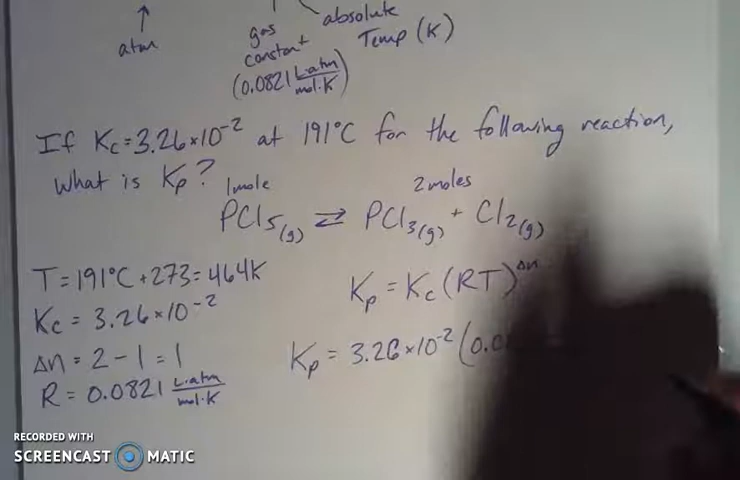 atm
gas constant
(0.0821 L·atm / mol·K)
absolute
Temp (K)
If Kc = 3.26×10⁻² at 191°C for the following reaction,
what is Kp?
1 mole
2 moles
PCl₅(g) ⇌ PCl₃(g) + Cl₂(g)
T = 191°C + 273 = 464K
Kc = 3.26×10⁻²
Δn = 2 - 1 = 1
R = 0.0821 L·atm / mol·K
Kp = Kc (RT)^Δn
Kp = 3.26×10⁻² (0.0
RECORDED WITH
SCREENCAST MATIC